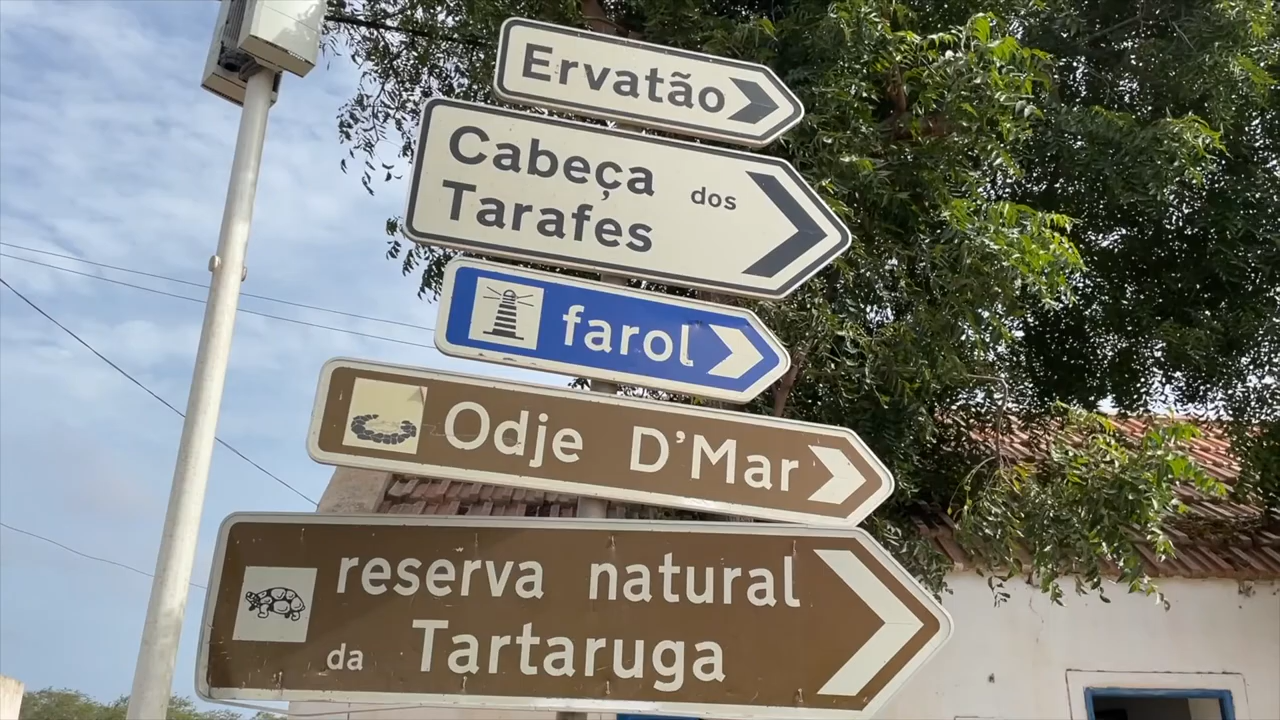 Ervatão
Cabeça dos
Tarafes
farol
Odje D'Mar
reserva natural
da Tartaruga